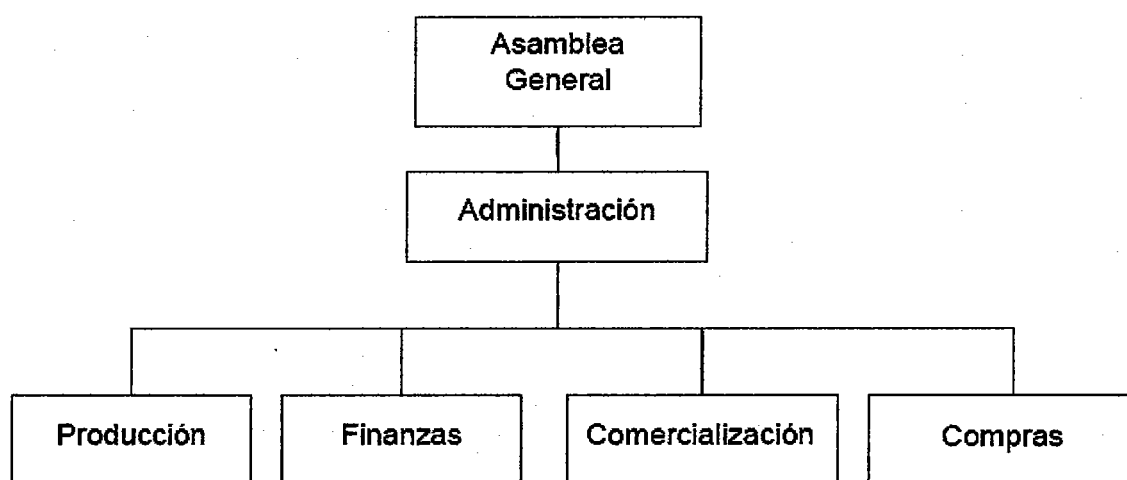 Asamblea
General
Administración
Producción
Finanzas
Comercialización
Compras